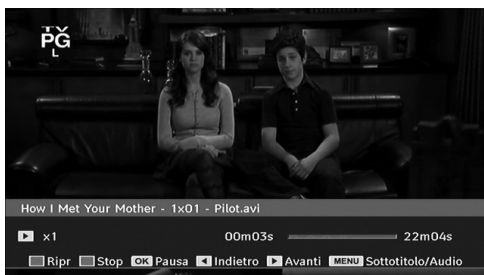 TV
PG
L
How I Met Your Mother - 1x01 - Pilot.avi
x1 00m03s 22m04s
Ripr Stop OK Pausa Indietro Avanti MENU Sottotitolo/Audio